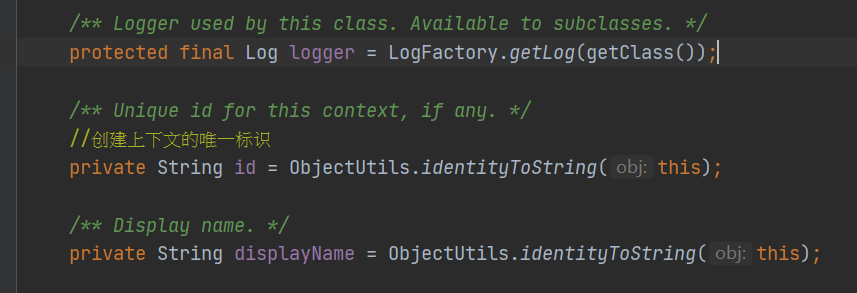 /** Logger used by this class. Available to subclasses. */
protected final Log logger = LogFactory.getLog(getClass());
/** Unique id for this context, if any. */
//创建上下文的唯一标识
private String id = ObjectUtils.identityToString( obj: this);
/** Display name. */
private String displayName = ObjectUtils.identityToString( obj: this);